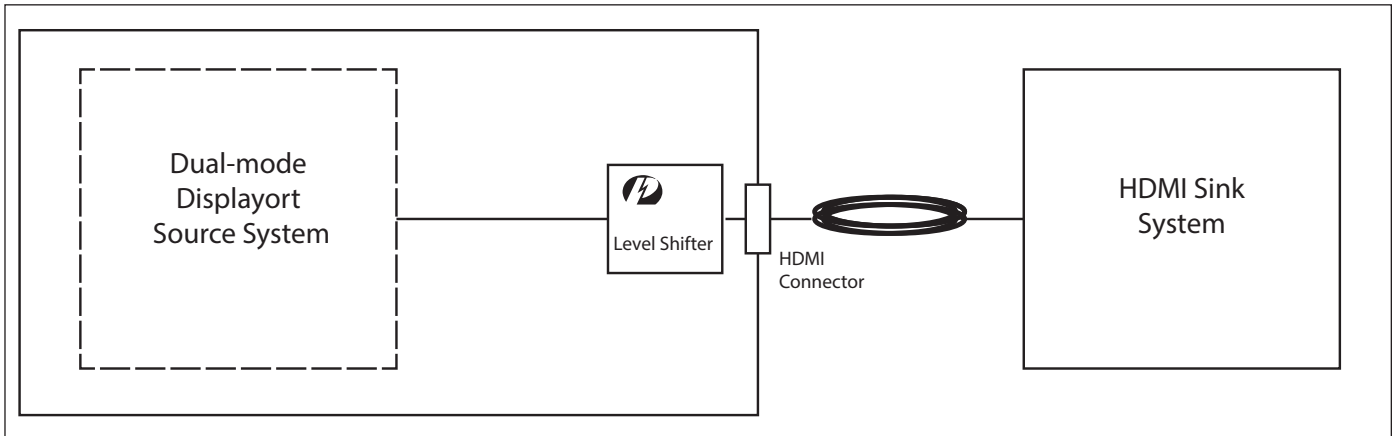 Dual-mode
Displayort
Source System
Level Shifter
HDMI
Connector
HDMI Sink
System